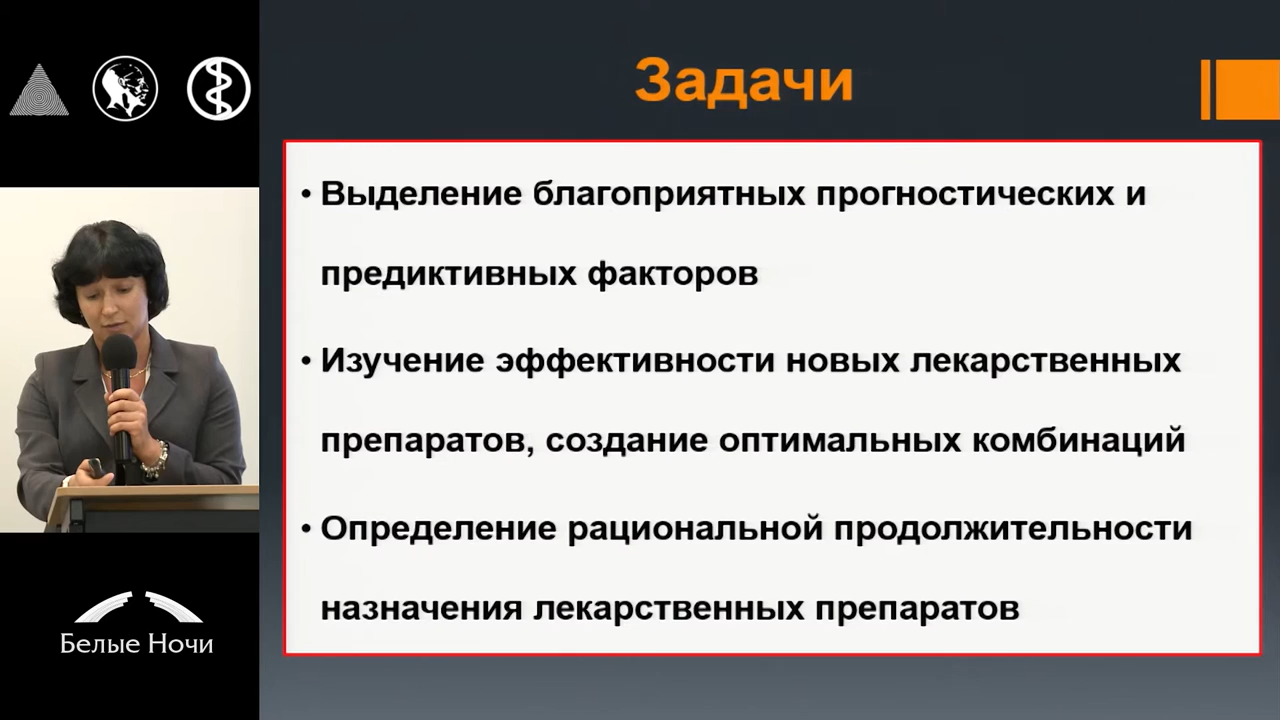 Задачи
• Выделение благоприятных прогностических и
предиктивных факторов
• Изучение эффективности новых лекарственных
препаратов, создание оптимальных комбинаций
• Определение рациональной продолжительности
назначения лекарственных препаратов
Белые Ночи